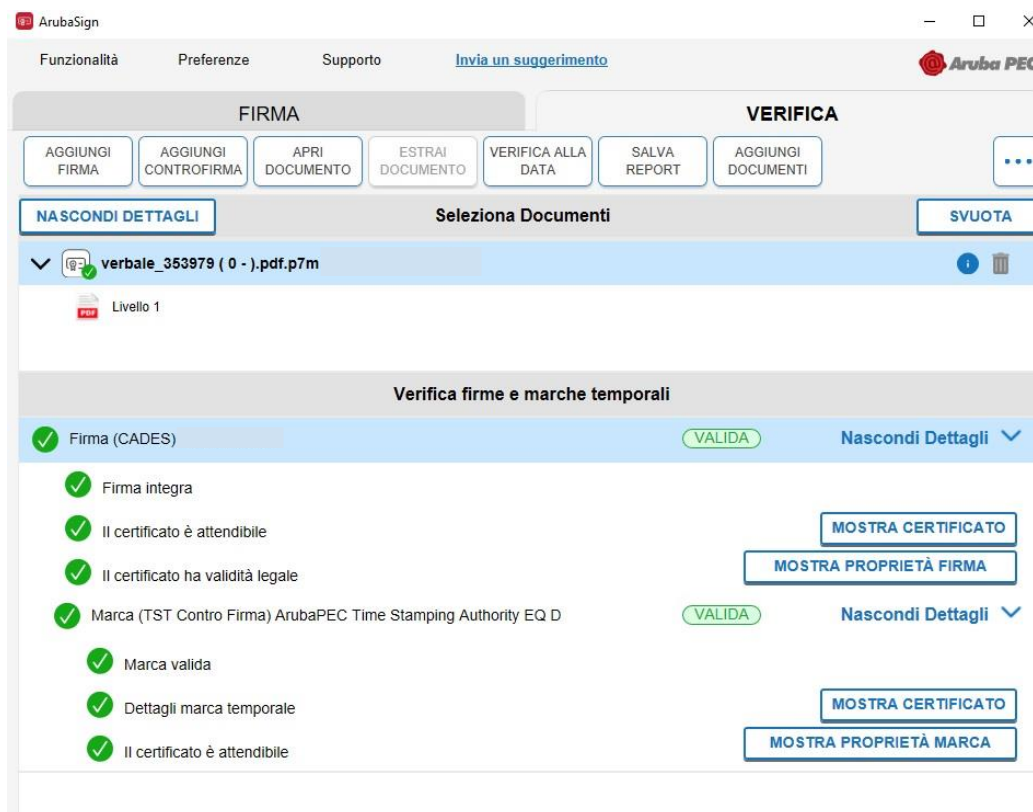 ArubaSign
Funzionalità Preferenze Supporto Invia un suggerimento Aruba PEC
FIRMA VERIFICA
AGGIUNGI FIRMA
AGGIUNGI CONTROFIRMA
APRI DOCUMENTO
ESTRAI DOCUMENTO
VERIFICA ALLA DATA
SALVA REPORT
AGGIUNGI DOCUMENTI
...
NASCONDI DETTAGLI Seleziona Documenti SVUOTA
verbale_353979 ( 0 - ).pdf.p7m
PDF Livello 1
Verifica firme e marche temporali
Firma (CADES) VALIDA Nascondi Dettagli
Firma integra
Il certificato è attendibile MOSTRA CERTIFICATO
Il certificato ha validità legale MOSTRA PROPRIETÀ FIRMA
Marca (TST Contro Firma) ArubaPEC Time Stamping Authority EQ D VALIDA Nascondi Dettagli
Marca valida
Dettagli marca temporale MOSTRA CERTIFICATO
Il certificato è attendibile MOSTRA PROPRIETÀ MARCA